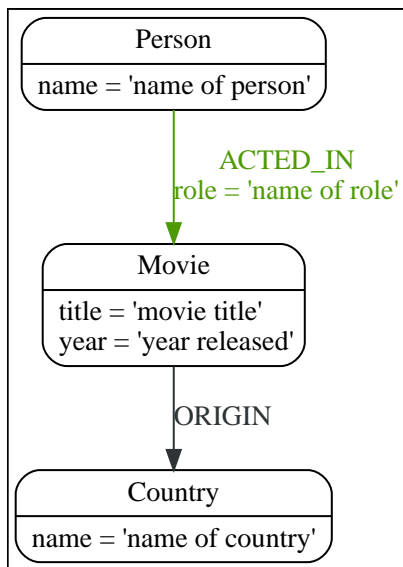 Person
name = 'name of person'
ACTED_IN
role = 'name of role'
Movie
title = 'movie title'
year = 'year released'
ORIGIN
Country
name = 'name of country'